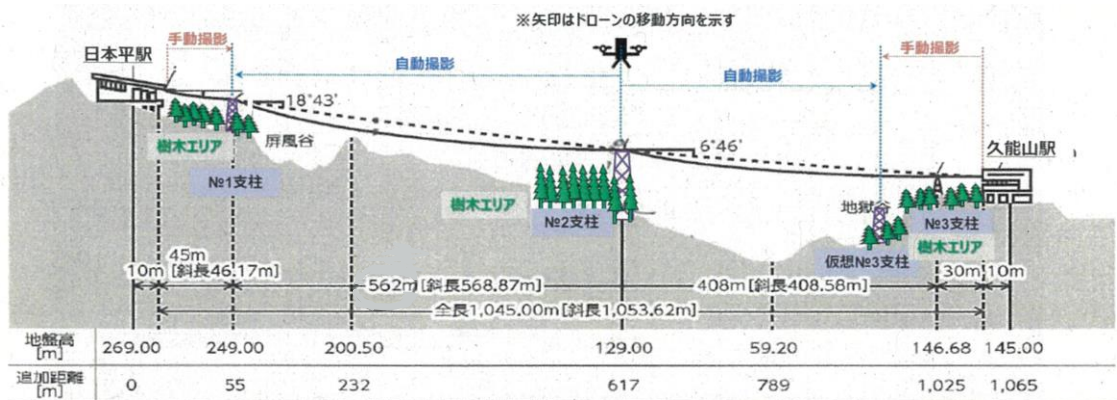 ※矢印はドローンの移動方向を示す
手動撮影
自動撮影
自動撮影
手動撮影
日本平駅
18°43'
屏風谷
樹木エリア
№1支柱
6°46'
久能山駅
樹木エリア
№2支柱
地獄谷
№3支柱
樹木エリア
仮想№3支柱
45m
10m [斜長46.17m]
562m[斜長568.87m]
408m[斜長408.58m]
30m 10m
全長1,045.00m[斜長1,053.62m]
地盤高
[m]
269.00 249.00 200.50 129.00 59.20 146.68 145.00
追加距離
[m]
0 55 232 617 789 1,025 1,065